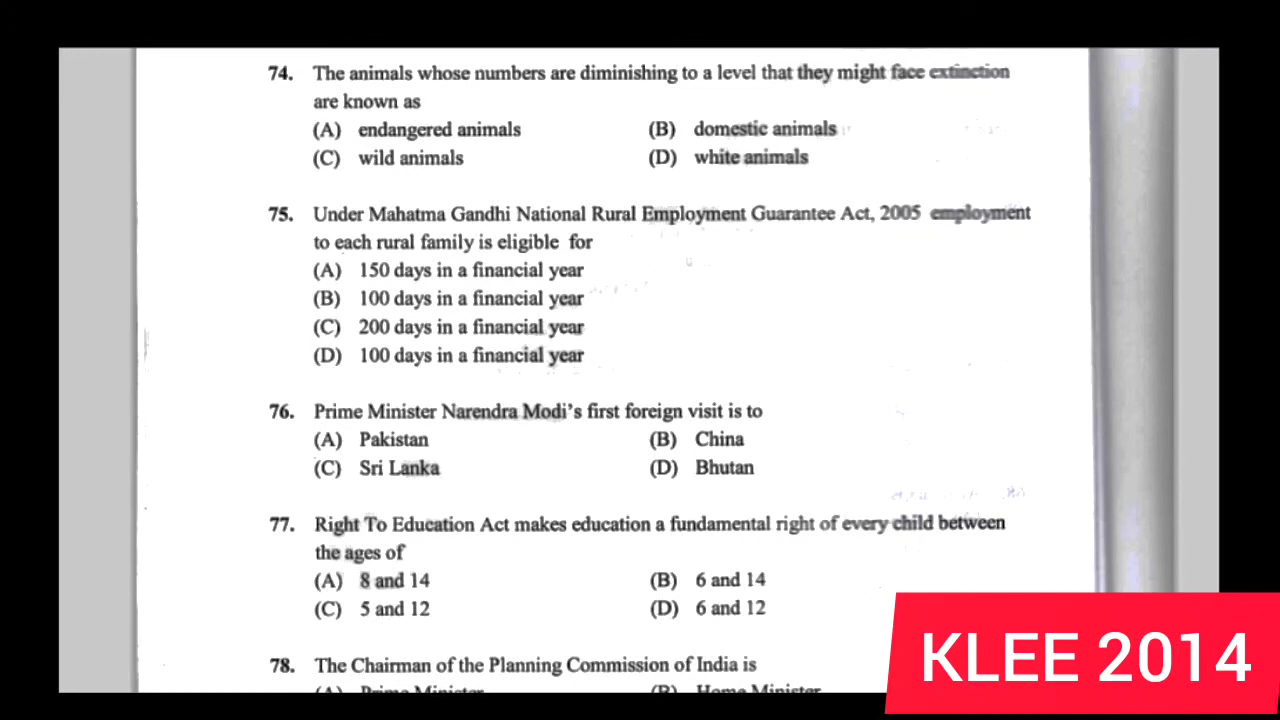 74. The animals whose numbers are diminishing to a level that they might face extinction
are known as
(A) endangered animals (B) domestic animals
(C) wild animals (D) white animals
75. Under Mahatma Gandhi National Rural Employment Guarantee Act, 2005 employment
to each rural family is eligible for
(A) 150 days in a financial year
(B) 100 days in a financial year
(C) 200 days in a financial year
(D) 100 days in a financial year
76. Prime Minister Narendra Modi's first foreign visit is to
(A) Pakistan (B) China
(C) Sri Lanka (D) Bhutan
77. Right To Education Act makes education a fundamental right of every child between
the ages of
(A) 8 and 14 (B) 6 and 14
(C) 5 and 12 (D) 6 and 12
78. The Chairman of the Planning Commission of India is
(A) Prime Minister (B) Home Minister
KLEE 2014